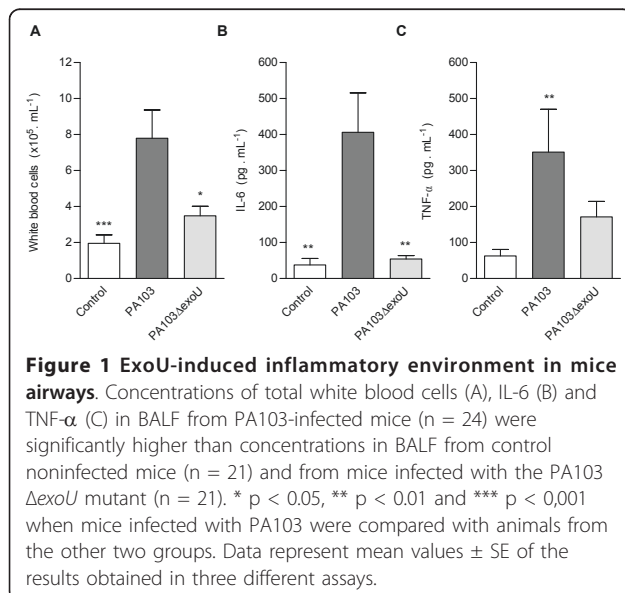 A
B
C
12
10
8
6
4
2
0
White blood cells (x10⁵. mL⁻¹)
***
*
Control
PA103
PA103ΔexoU
600
500
400
300
200
100
0
IL-6 (pg . mL⁻¹)
**
**
Control
PA103
PA103ΔexoU
600
500
400
300
200
100
0
TNF-α (pg . mL⁻¹)
**
Control
PA103
PA103ΔexoU
Figure 1 ExoU-induced inflammatory environment in mice
airways. Concentrations of total white blood cells (A), IL-6 (B) and
TNF-α (C) in BALF from PA103-infected mice (n = 24) were
significantly higher than concentrations in BALF from control
noninfected mice (n = 21) and from mice infected with the PA103
ΔexoU mutant (n = 21). * p < 0.05, ** p < 0.01 and *** p < 0,001
when mice infected with PA103 were compared with animals from
the other two groups. Data represent mean values ± SE of the
results obtained in three different assays.